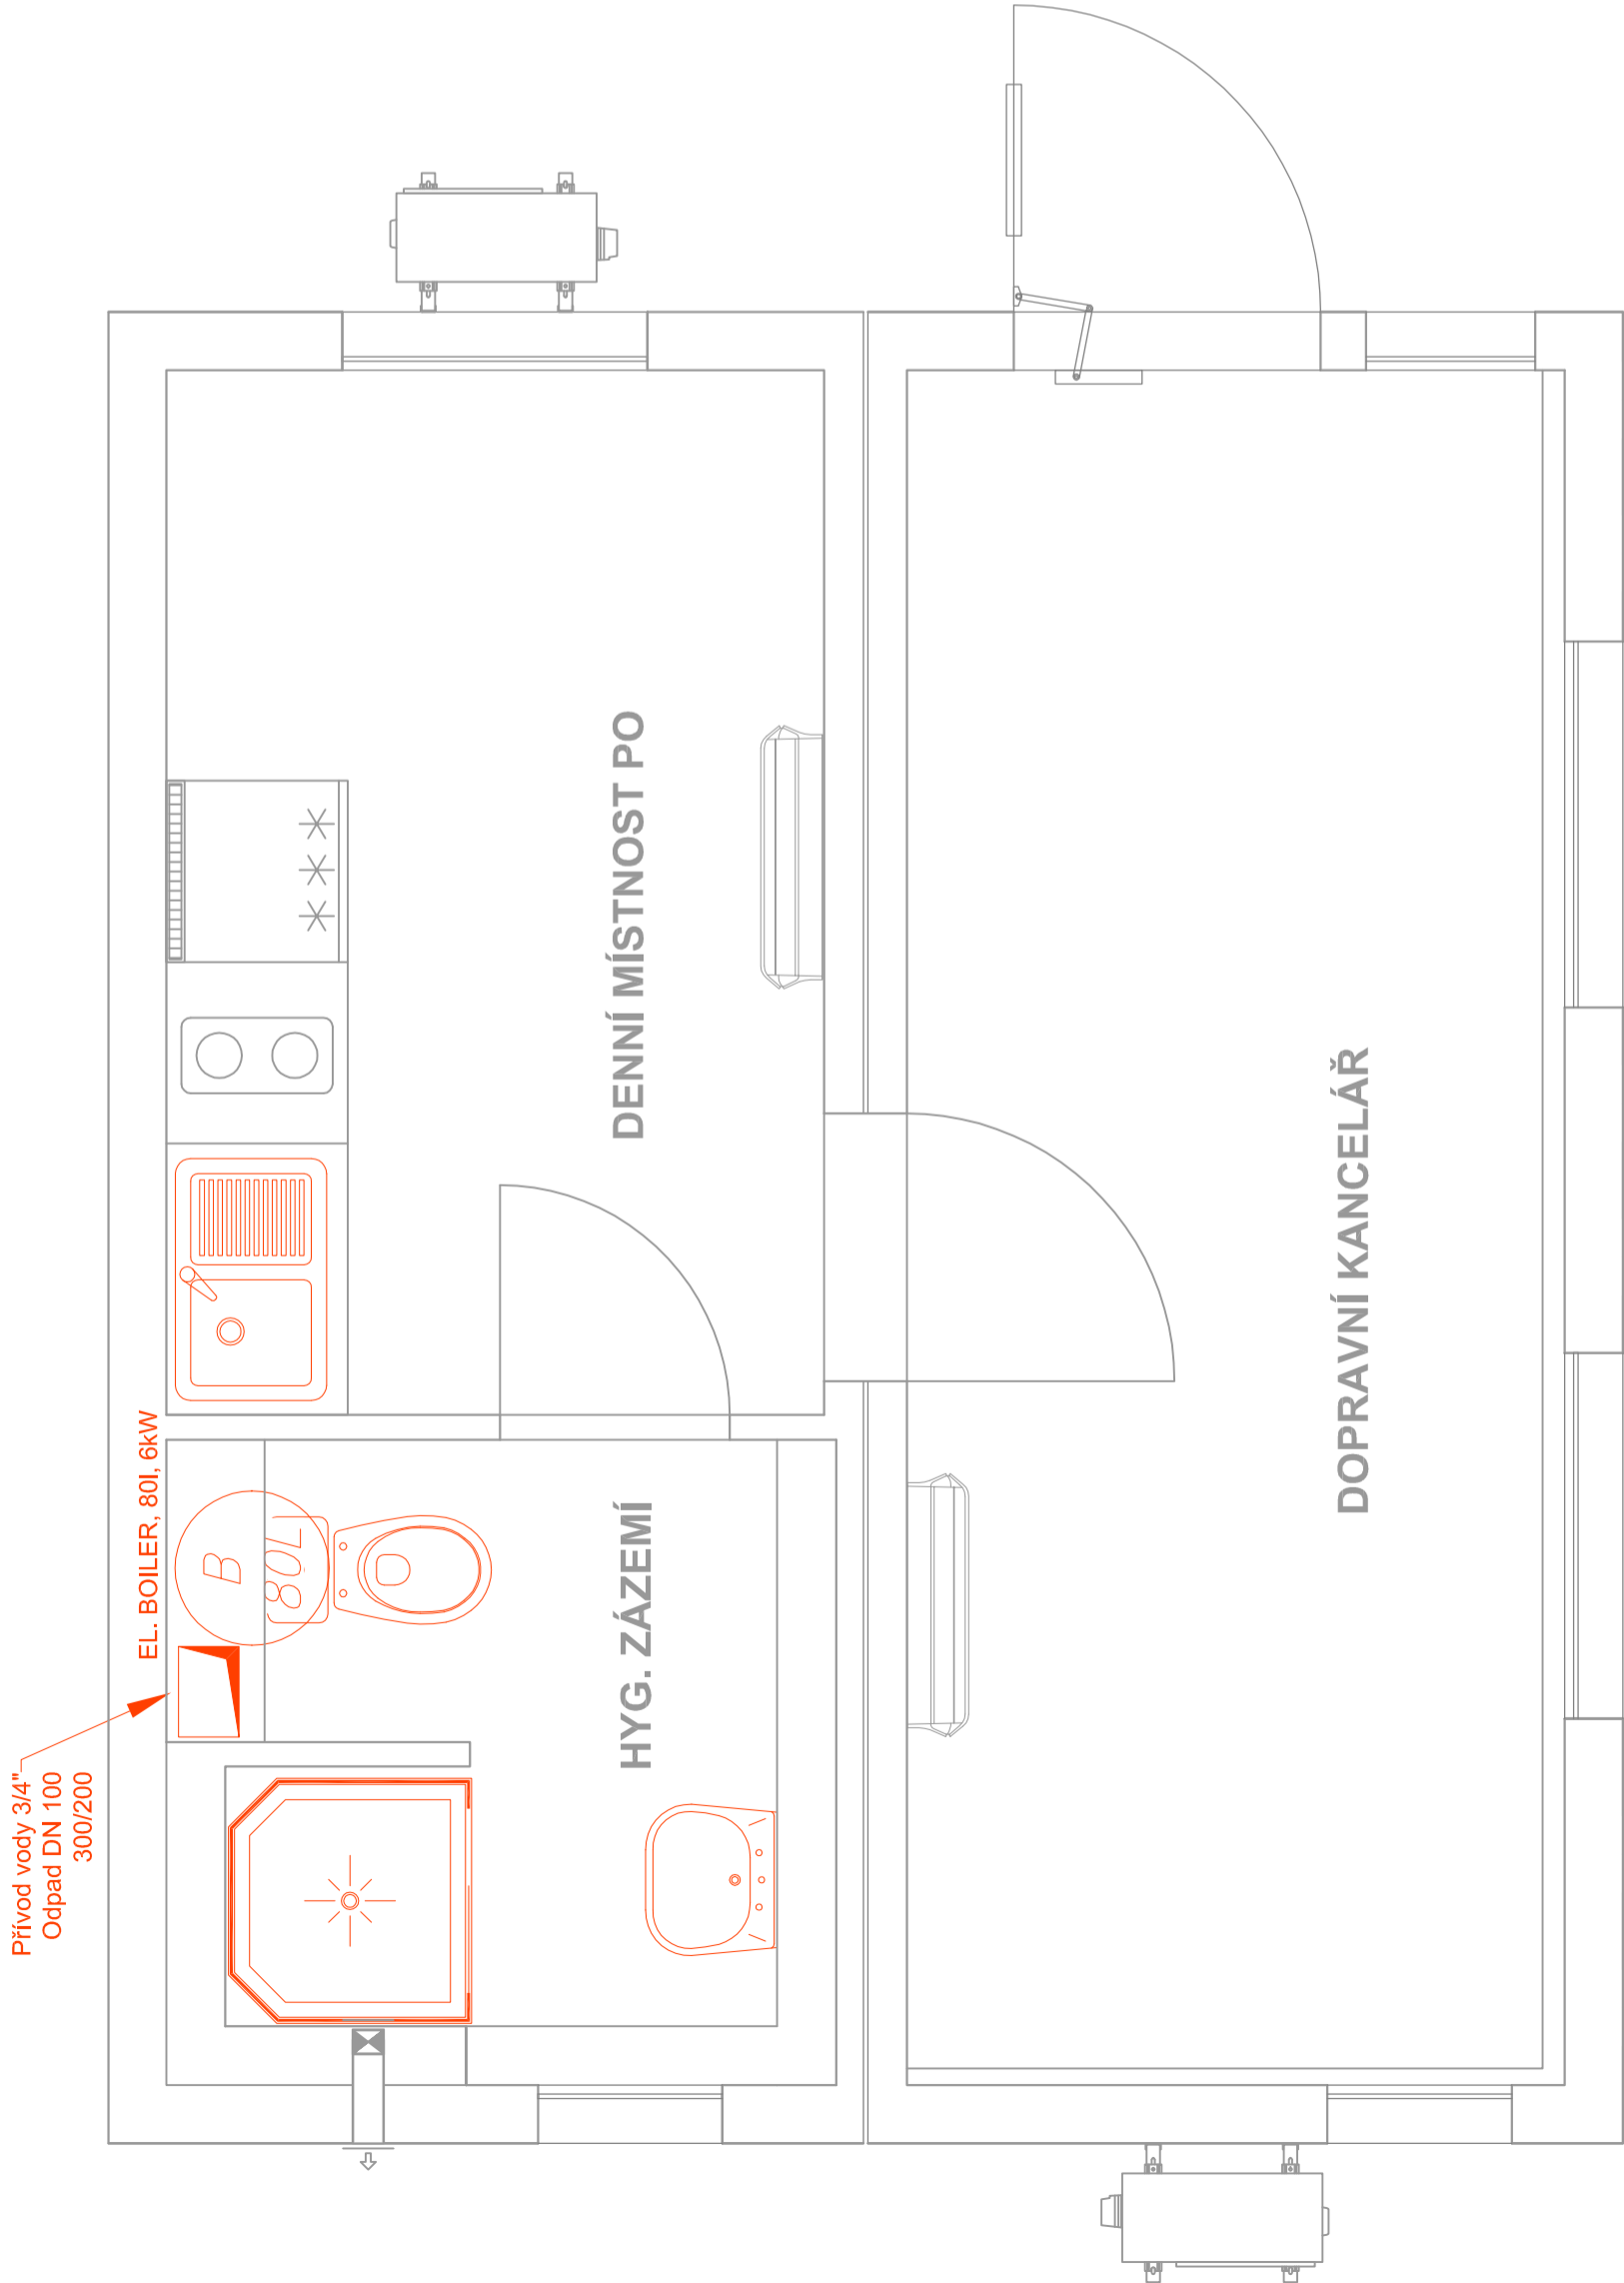 Přívod vody 3/4"
Odpad DN 100
300/200
EL. BOILER, 80l, 6kW
B
80L
DENNÍ MÍSTNOST PO
HYG. ZÁZEMÍ
DOPRAVNÍ KANCELÁŘ